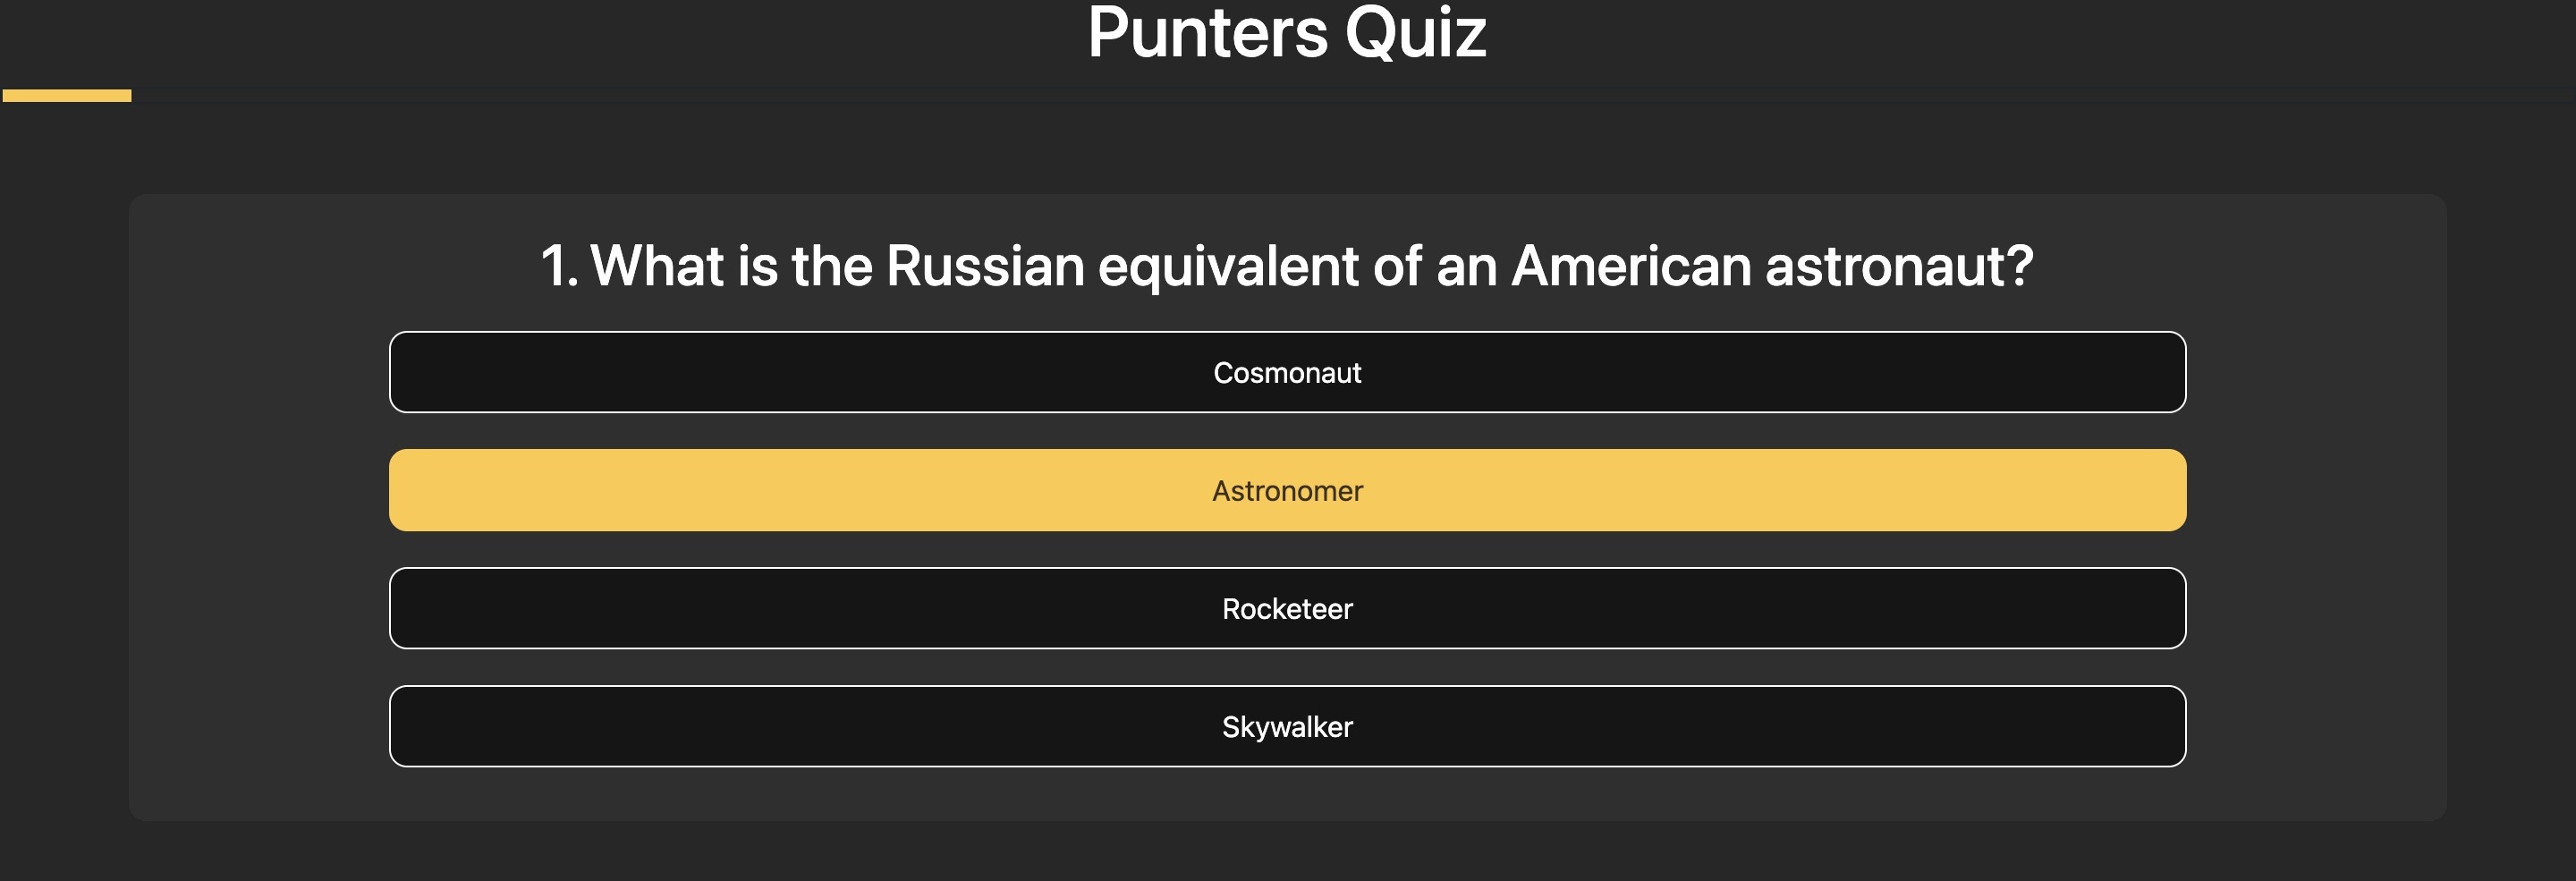 Punters Quiz
1. What is the Russian equivalent of an American astronaut?
Cosmonaut
Astronomer
Rocketeer
Skywalker